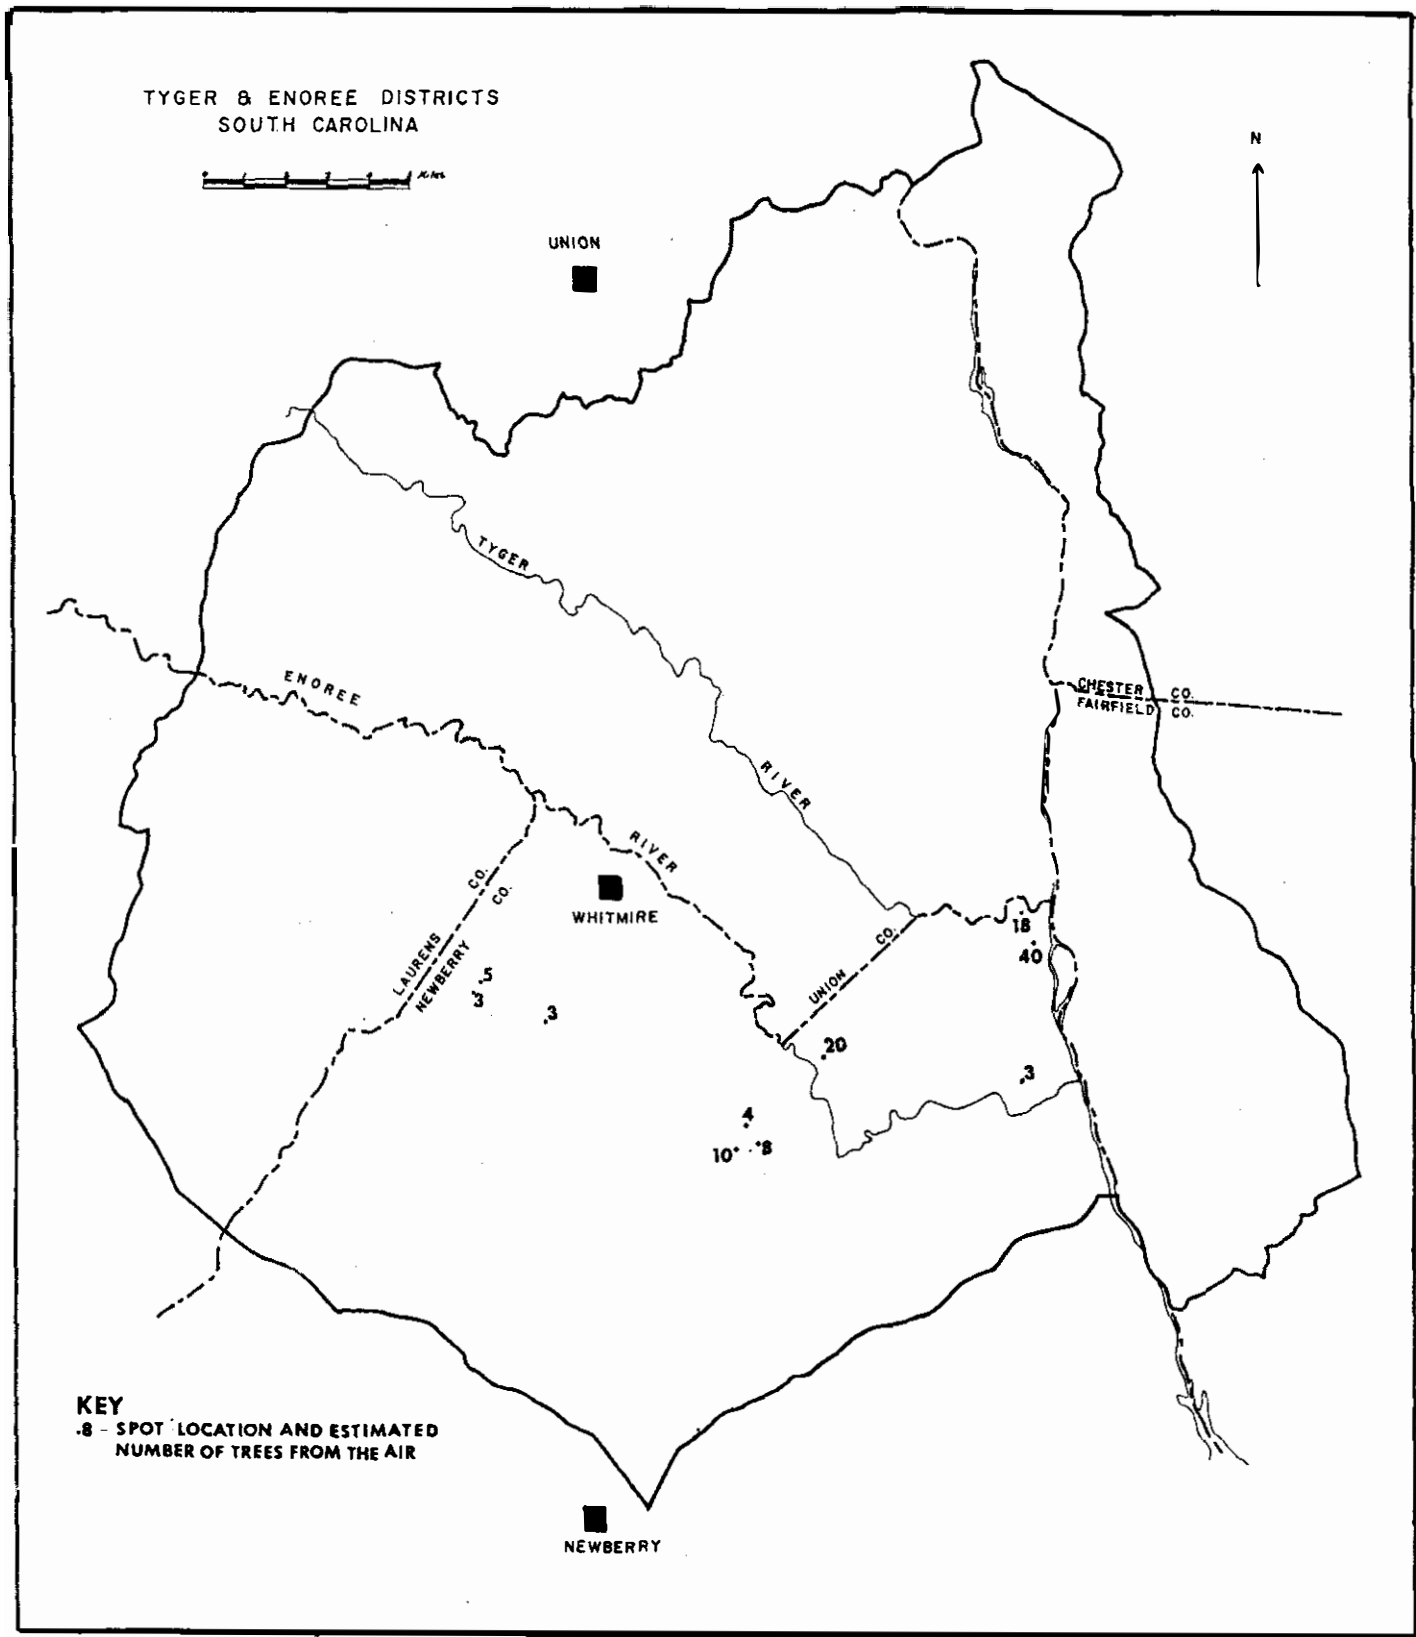 TYGER & ENOREE DISTRICTS
SOUTH CAROLINA
N
UNION
TYGER
ENOREE
CHESTER CO.
FAIRFIELD CO.
RIVER
RIVER
CO.
CO.
WHITMIRE
LAURENS
NEWBERRY
CO.
UNION
18
40
.5
3
.3
.20
.3
4
10
8
KEY
.8 - SPOT LOCATION AND ESTIMATED
NUMBER OF TREES FROM THE AIR
NEWBERRY